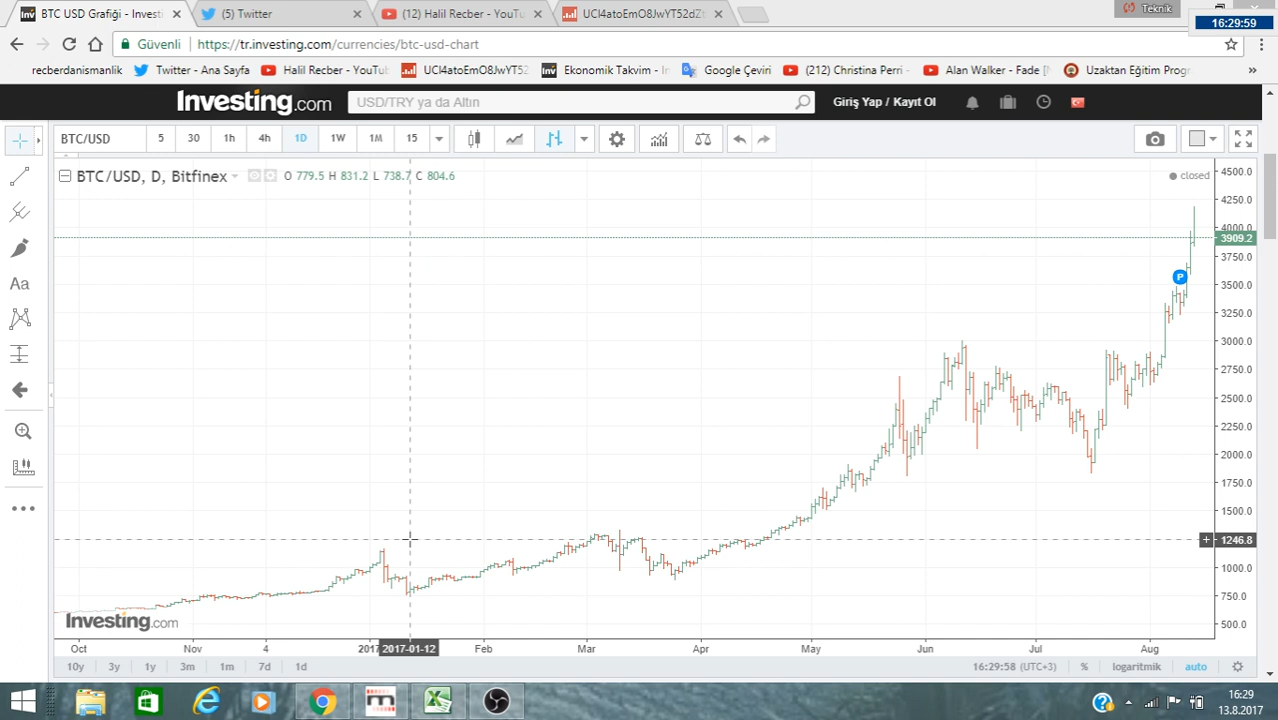 BTC USD Grafiği - Investi
(5) Twitter
(12) Halil Recber - YouTu
UCl4atoEmO8JwYT52dZt
Teknik
16:29:59
Güvenli
https://tr.investing.com/currencies/btc-usd-chart
recberdanismanlik
Twitter - Ana Sayfa
Halil Recber - YouTub
UCl4atoEmO8JwYT52
Ekonomik Takvim - In
Google Çeviri
(212) Christina Perri -
Alan Walker - Fade [N
Uzaktan Eğitim Progr
Investing.com
USD/TRY ya da Altın
Giriş Yap / Kayıt Ol
BTC/USD
5
30
1h
4h
1D
1W
1M
15
BTC/USD, D, Bitfinex
O 779.5 H 831.2 L 738.7 C 804.6
closed
4500.0
4250.0
4000.0
3909.2
3750.0
3500.0
3250.0
3000.0
2750.0
2500.0
2250.0
2000.0
1750.0
1500.0
1246.8
1000.0
750.0
500.0
P
Aa
Investing.com
Oct
Nov
4
2017
2017-01-12
Feb
Mar
Apr
May
Jun
Jul
Aug
10y
3y
1y
3m
1m
7d
1d
16:29:58 (UTC+3)
%
logaritmik
auto
16:29
13.8.2017